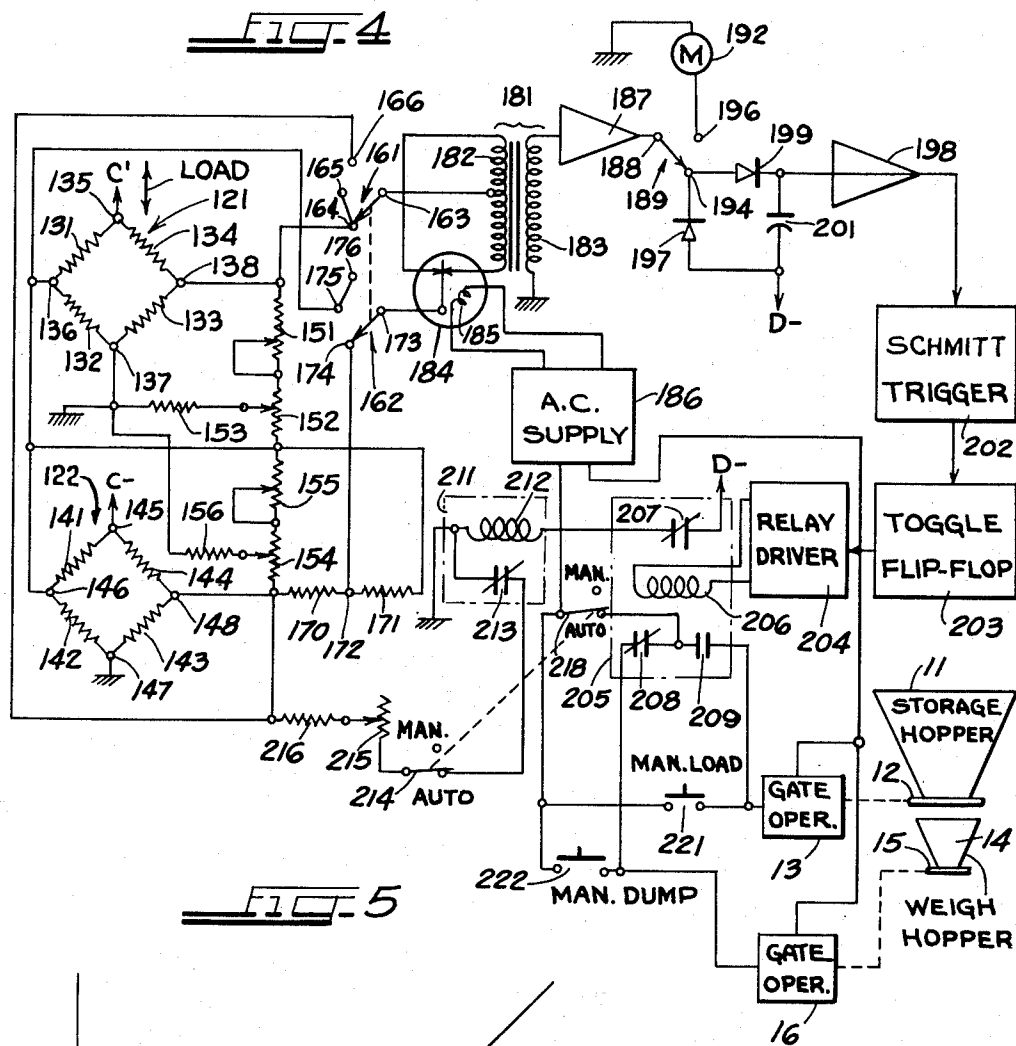 FIG. 4
192
M
181
187
196
166
188
199
198
182
161
165
C'
LOAD
135
121
164
163
189
194
201
131
134
176
197
183
138
175
D-
136
133
151
185
SCHMITT
TRIGGER
132
174
173
137
184
162
186
A.C.
SUPPLY
202
152
153
122
C-
155
211
212
D-
207
RELAY
DRIVER
TOGGLE
FLIP-FLOP
145
141
156
154
MAN.
146
144
213
206
204
203
AUTO
148
170
172
171
218
142
143
205
208
209
11
147
STORAGE
HOPPER
MAN.
216
215
MAN. LOAD
12
214
AUTO
GATE
OPER.
221
15
14
13
222
MAN. DUMP
WEIGH
HOPPER
FIG. 5
GATE
OPER.
16